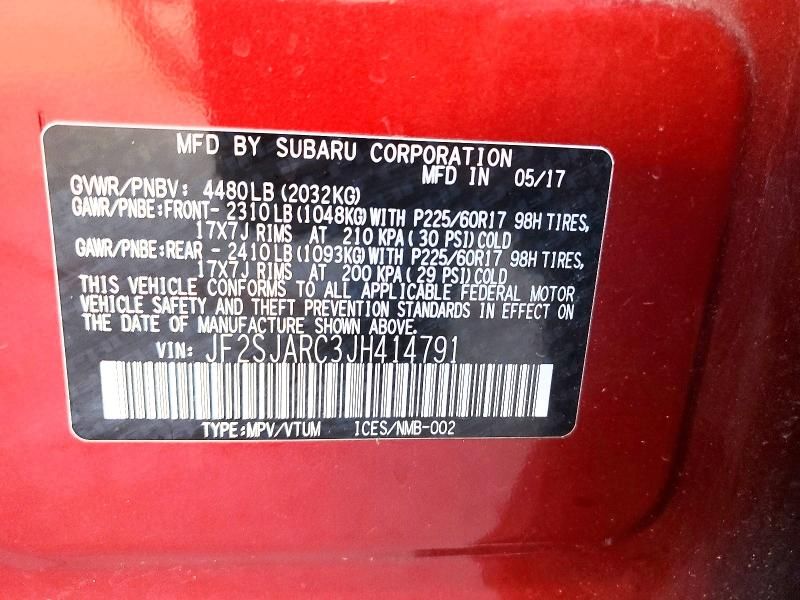 MFD BY SUBARU CORPORATION
MFD IN 05/17
GVWR/PNBV: 4480LB (2032KG)
GAWR/PNBE:FRONT- 2310LB (1048KG) WITH P225/60R17 98H TIRES,
17X7J RIMS AT 210 KPA (30 PSI) COLD
GAWR/PNBE:REAR - 2410LB (1093KG) WITH P225/60R17 98H TIRES,
17X7J RIMS AT 200 KPA (29 PSI) COLD
THIS VEHICLE CONFORMS TO ALL APPLICABLE FEDERAL MOTOR
VEHICLE SAFETY AND THEFT PREVENTION STANDARDS IN EFFECT ON
THE DATE OF MANUFACTURE SHOWN ABOVE.
VIN: JF2SJARC3JH414791
TYPE:MPV/VTUM ICES/NMB-002